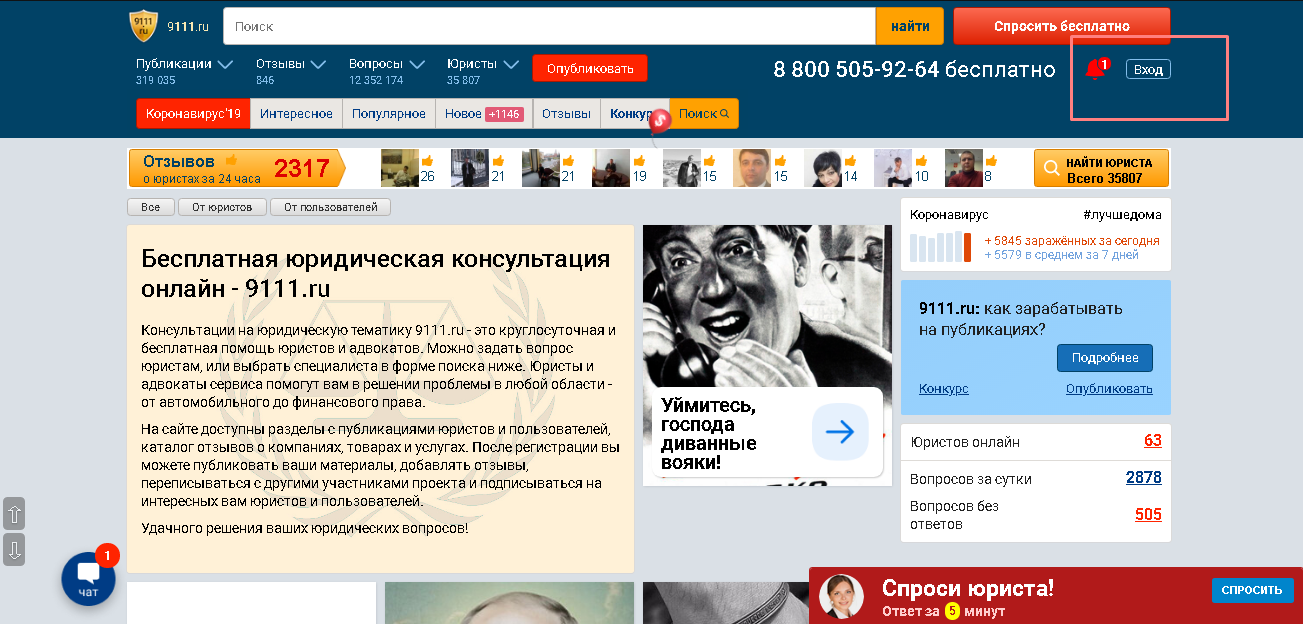 9111
ru
9111.ru
Поиск
найти
Спросить бесплатно
Публикации
319 035
Отзывы
846
Вопросы
12 352 174
Юристы
35 807
Опубликовать
8 800 505-92-64 бесплатно
1
Вход
Коронавирус'19
Интересное
Популярное
Новое +1146
Отзывы
Конкур
Поиск
Отзывов
о юристах за 24 часа
2317
26
21
21
19
15
15
14
10
8
НАЙТИ ЮРИСТА
Всего 35807
Все
От юристов
От пользователей
Бесплатная юридическая консультация
онлайн - 9111.ru
Консультации на юридическую тематику 9111.ru - это круглосуточная и
бесплатная помощь юристов и адвокатов. Можно задать вопрос
юристам, или выбрать специалиста в форме поиска ниже. Юристы и
адвокаты сервиса помогут вам в решении проблемы в любой области -
от автомобильного до финансового права.
На сайте доступны разделы с публикациями юристов и пользователей,
каталог отзывов о компаниях, товарах и услугах. После регистрации вы
можете публиковать ваши материалы, добавлять отзывы,
переписываться с другими участниками проекта и подписываться на
интересных вам юристов и пользователей.
Удачного решения ваших юридических вопросов!
Уймитесь,
господа
диванные
вояки!
Коронавирус
#лучшедома
+ 5845 заражённых за сегодня
+ 5579 в среднем за 7 дней
9111.ru: как зарабатывать
на публикациях?
Подробнее
Конкурс
Опубликовать
Юристов онлайн
63
Вопросов за сутки
2878
Вопросов без
ответов
505
1
чат
Спроси юриста!
Ответ за 5 минут
СПРОСИТЬ